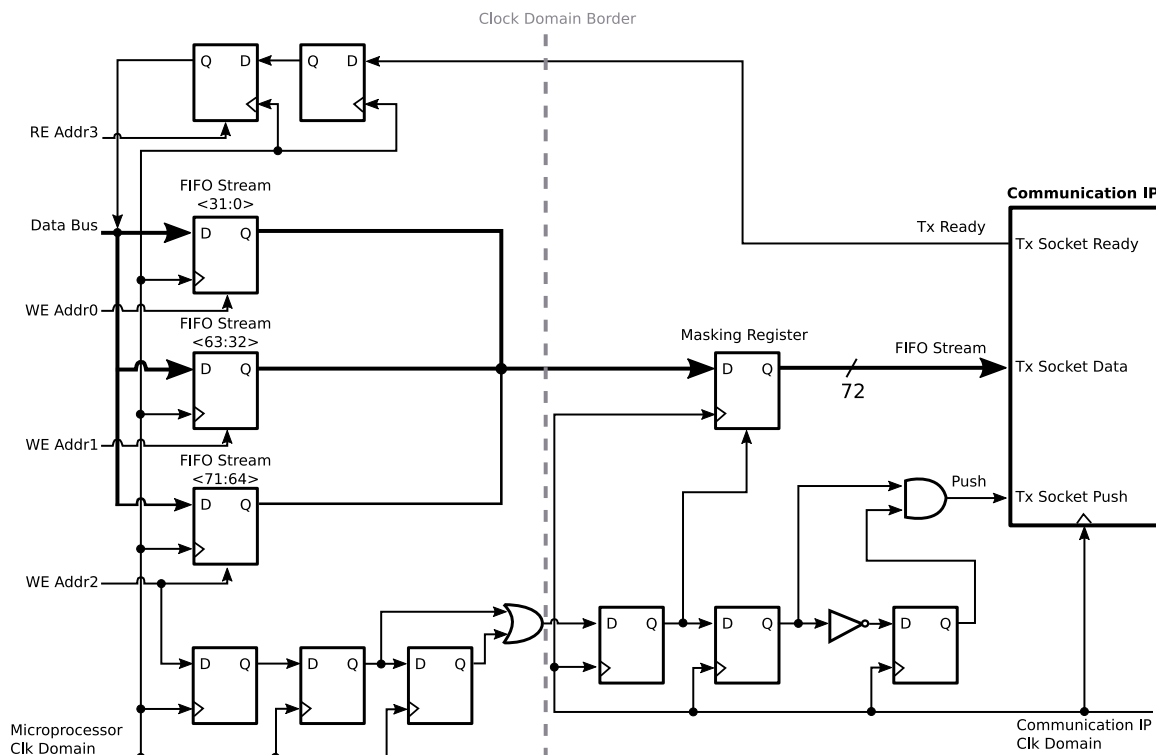 Clock Domain Border
Q D
Q D
RE Addr3
FIFO Stream
<31:0>
Communication IP
Data Bus
D Q
Tx Ready
Tx Socket Ready
WE Addr0
FIFO Stream
<63:32>
Masking Register
D Q
D Q
FIFO Stream
Tx Socket Data
72
WE Addr1
FIFO Stream
<71:64>
D Q
Push
Tx Socket Push
WE Addr2
D Q
D Q
D Q
D Q
D Q
D Q
Microprocessor
Clk Domain
Communication IP
Clk Domain